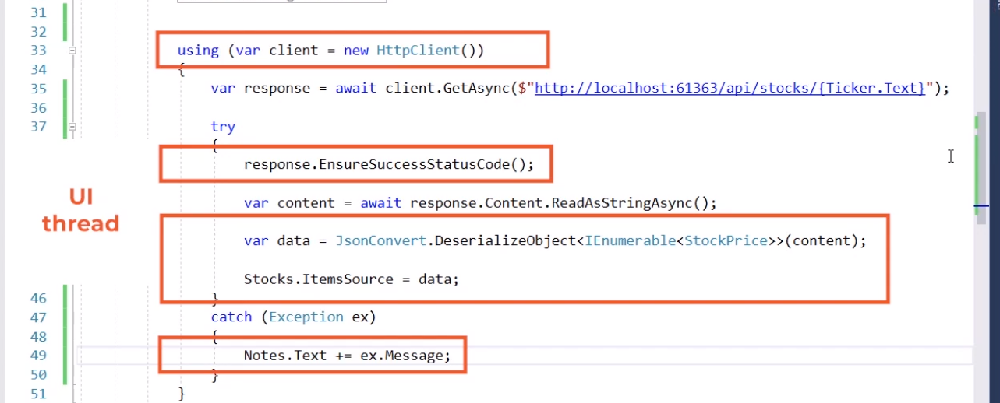 31
32
33 using (var client = new HttpClient())
34 {
35 var response = await client.GetAsync($"http://localhost:61363/api/stocks/{Ticker.Text}");
36
37 try
{
response.EnsureSuccessStatusCode();
UI
thread
var content = await response.Content.ReadAsStringAsync();
var data = JsonConvert.DeserializeObject<IEnumerable<StockPrice>>(content);
Stocks.ItemsSource = data;
46 }
47 catch (Exception ex)
48 {
49 Notes.Text += ex.Message;
50 }
51 }